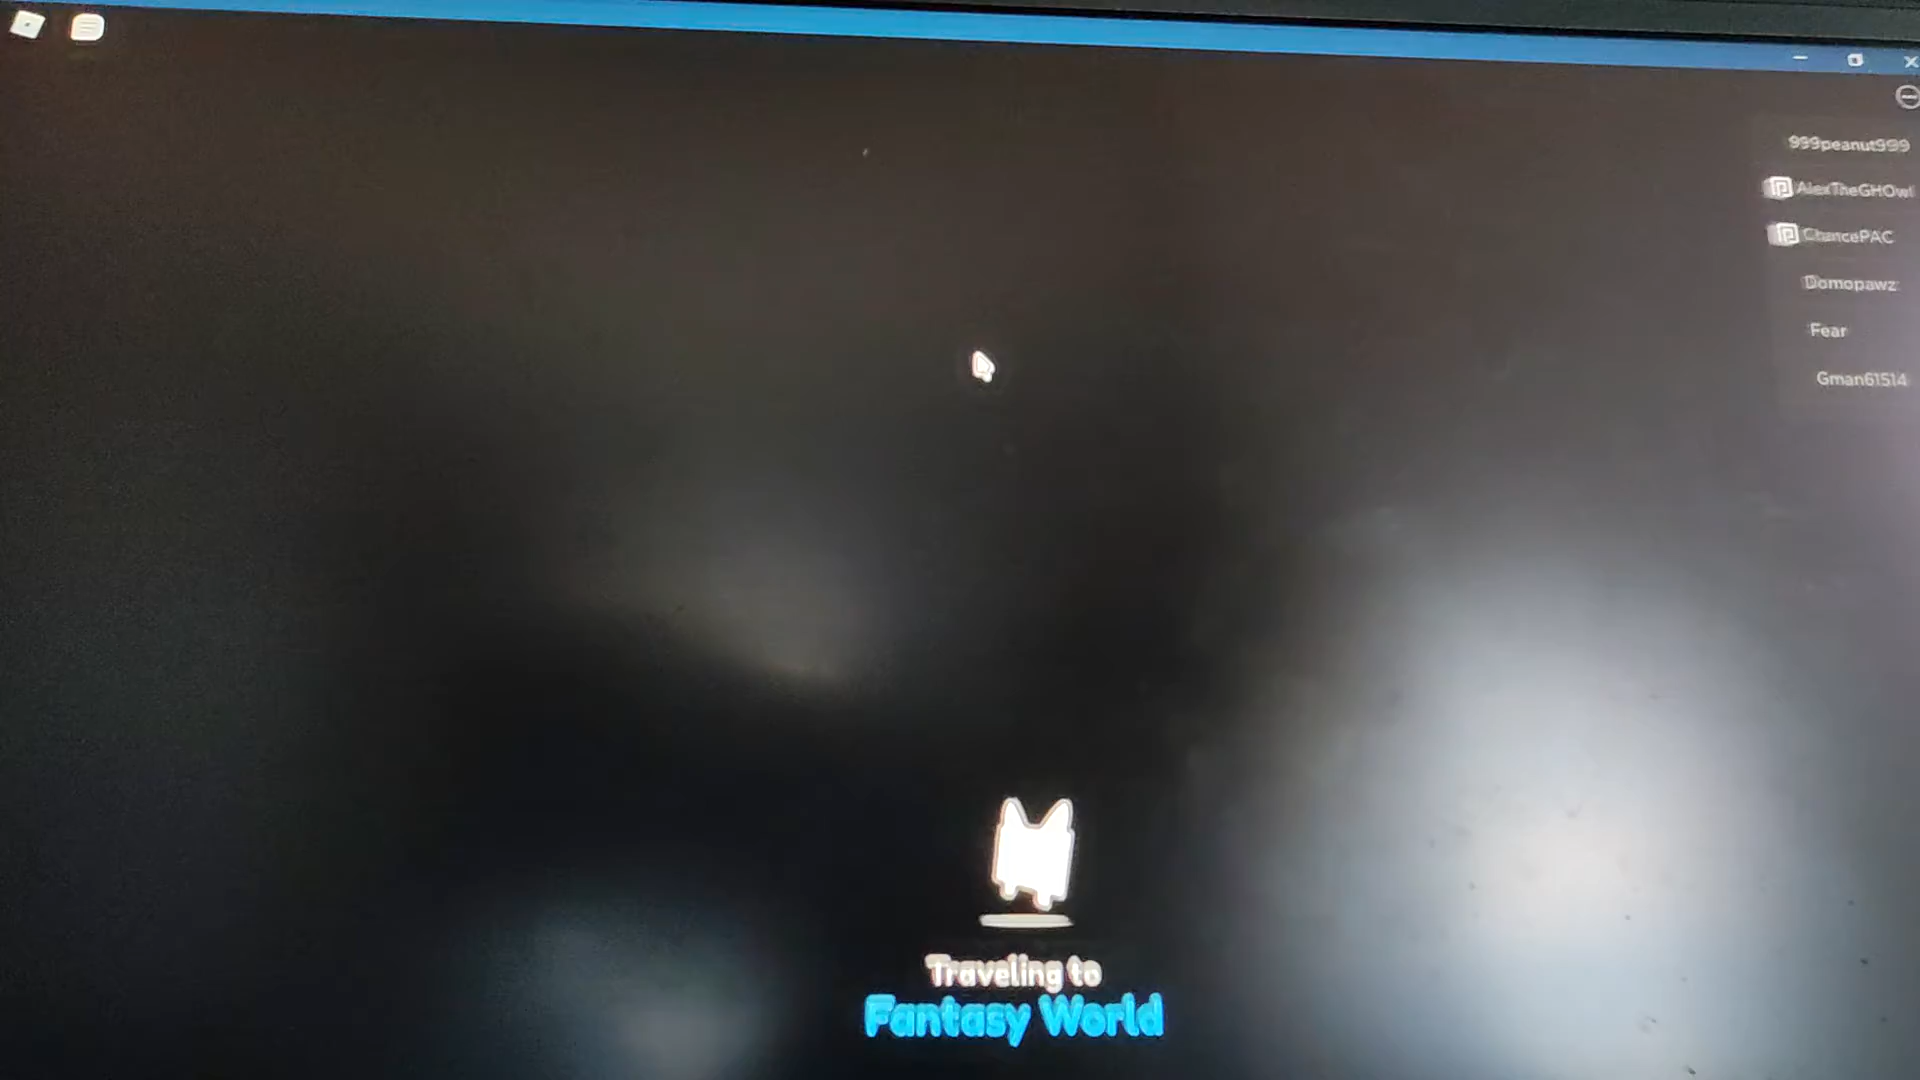 999peanut999
AlexTheGHOwl
ChancePAC
Domopawz
Fear
Gman61514
Traveling to
Fantasy World